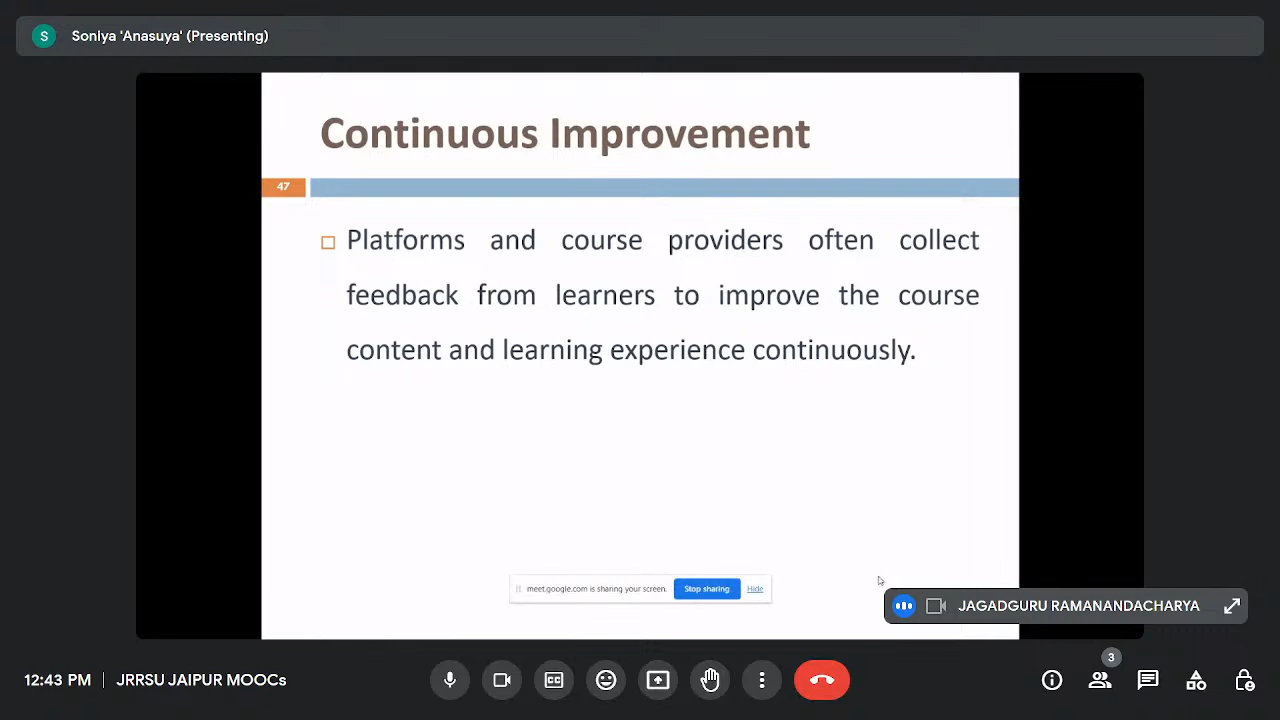 S
Soniya 'Anasuya' (Presenting)
Continuous Improvement
47
Platforms and course providers often collect
feedback from learners to improve the course
content and learning experience continuously.
meet.google.com is sharing your screen.
Stop sharing
Hide
JAGADGURU RAMANANDACHARYA
3
12:43 PM | JRRSU JAIPUR MOOCs